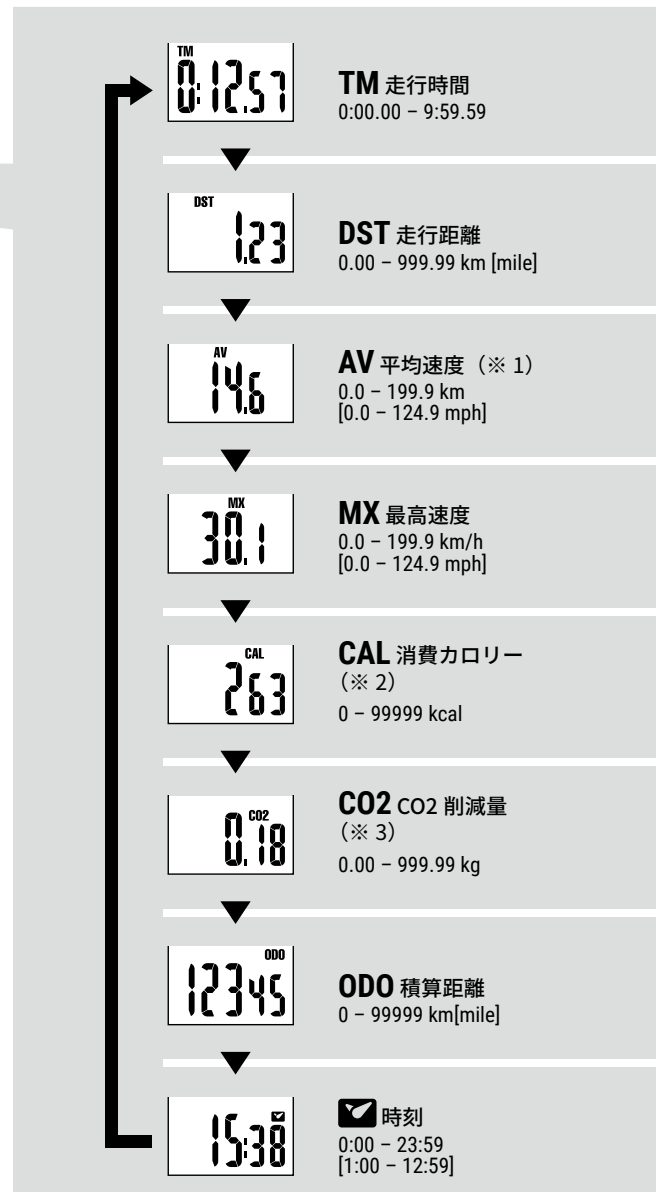 TM
0:12.57
TM 走行時間
0:00.00 – 9:59.59
DST
1.23
DST 走行距離
0.00 – 999.99 km [mile]
AV
14.6
AV 平均速度（※ 1）
0.0 – 199.9 km
[0.0 – 124.9 mph]
MX
30.1
MX 最高速度
0.0 – 199.9 km/h
[0.0 – 124.9 mph]
CAL
263
CAL 消費カロリー
（※ 2）
0 – 99999 kcal
CO2
0.18
CO2 CO2 削減量
（※ 3）
0.00 – 999.99 kg
ODO
12345
ODO 積算距離
0 – 99999 km[mile]
15:38
時刻
0:00 – 23:59
[1:00 – 12:59]